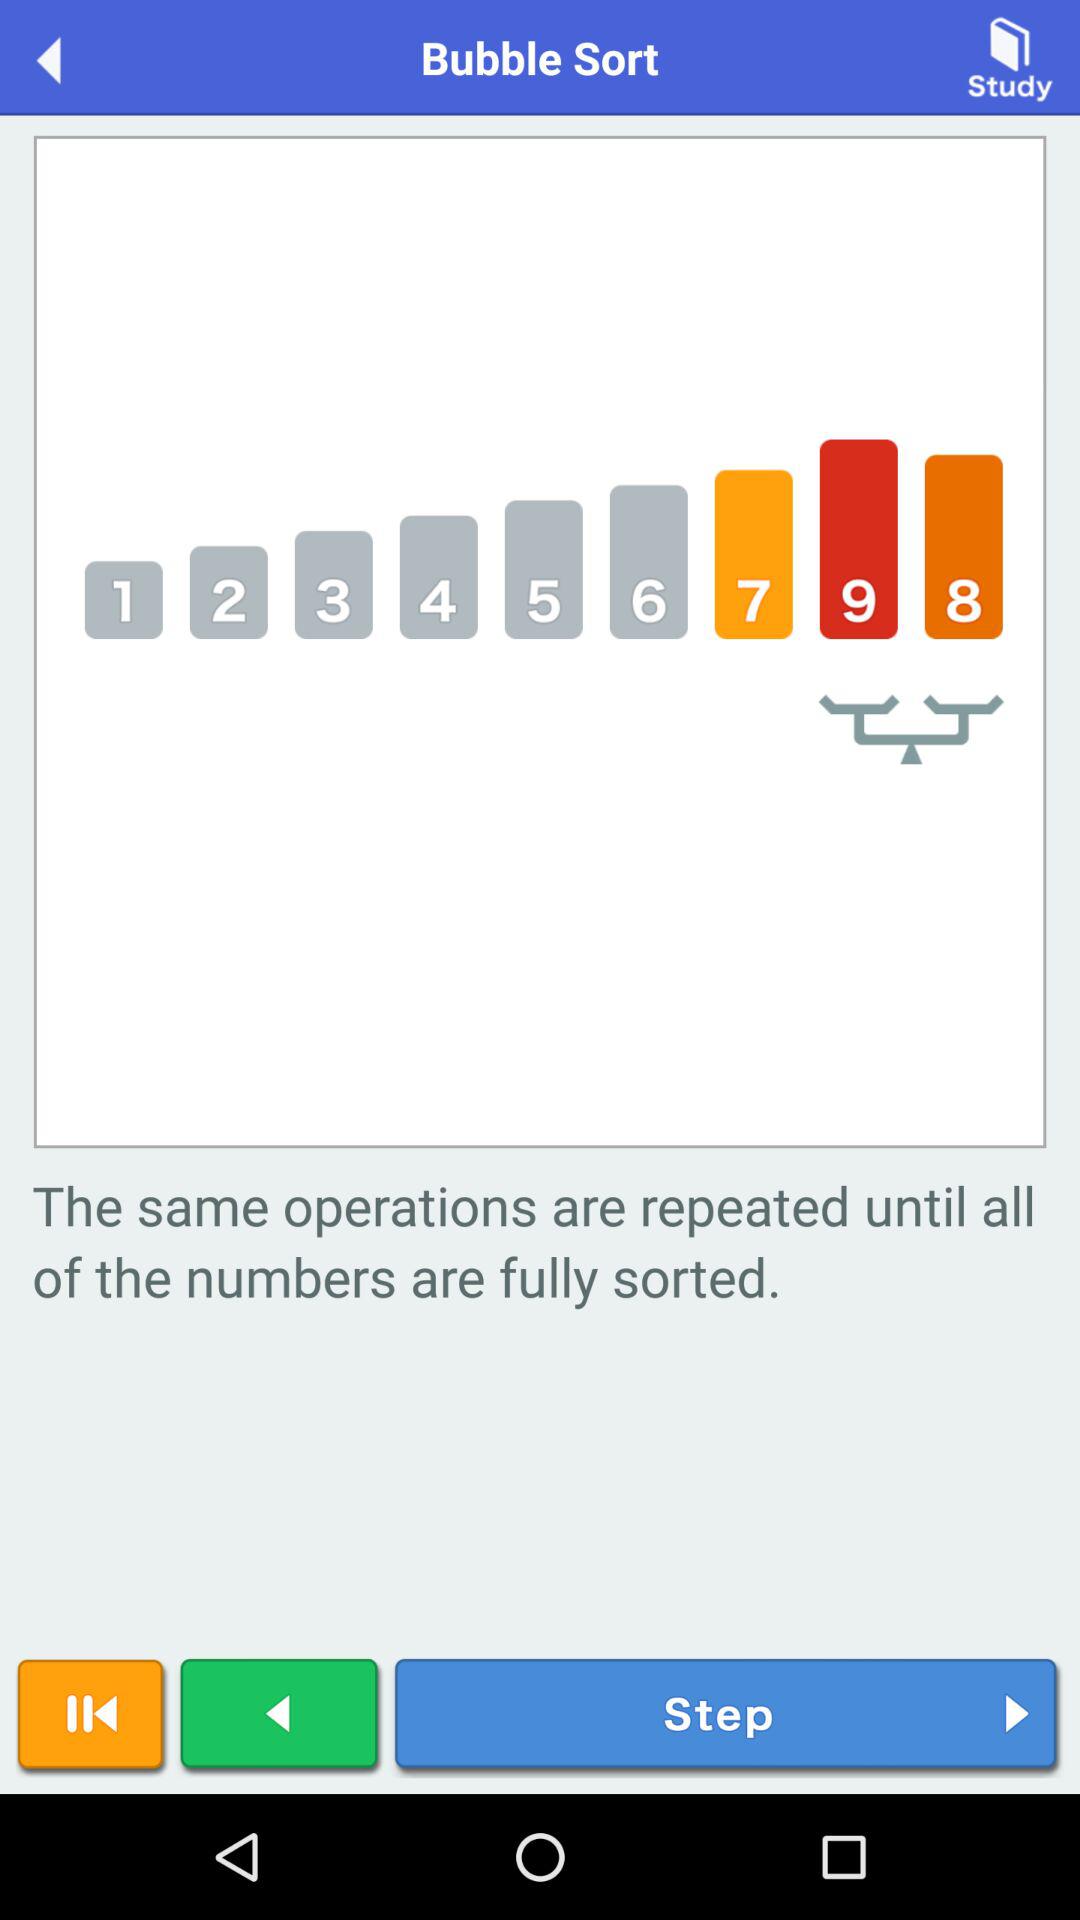 Bubble Sort
Study
1 2 3 4 5 6 7 9 8
The same operations are repeated until all
of the numbers are fully sorted.
Step